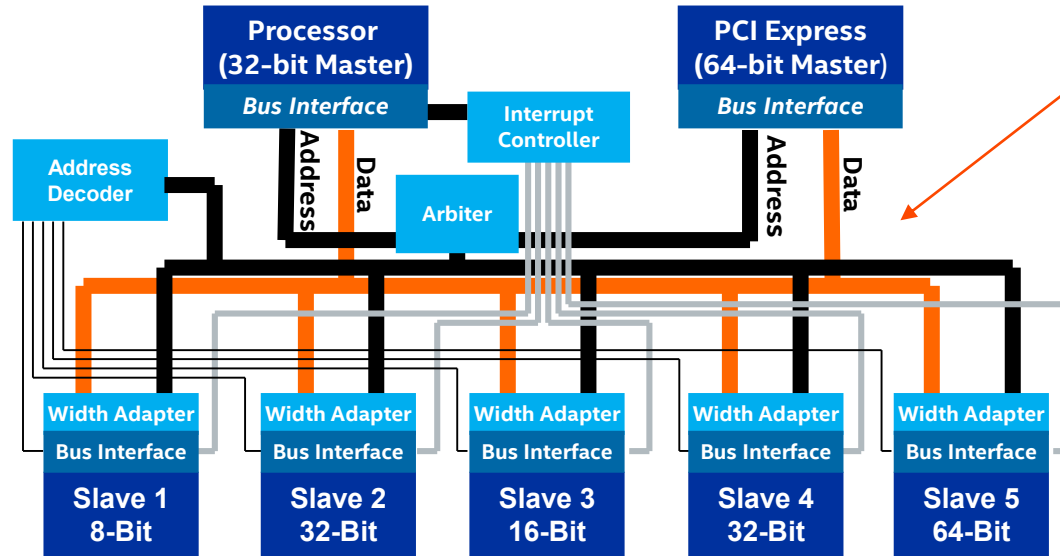 Processor
(32-bit Master)
Bus Interface
PCI Express
(64-bit Master)
Bus Interface
Interrupt
Controller
Address
Decoder
Address
Data
Arbiter
Address
Data
Width Adapter
Bus Interface
Slave 1
8-Bit
Width Adapter
Bus Interface
Slave 2
32-Bit
Width Adapter
Bus Interface
Slave 3
16-Bit
Width Adapter
Bus Interface
Slave 4
32-Bit
Width Adapter
Bus Interface
Slave 5
64-Bit